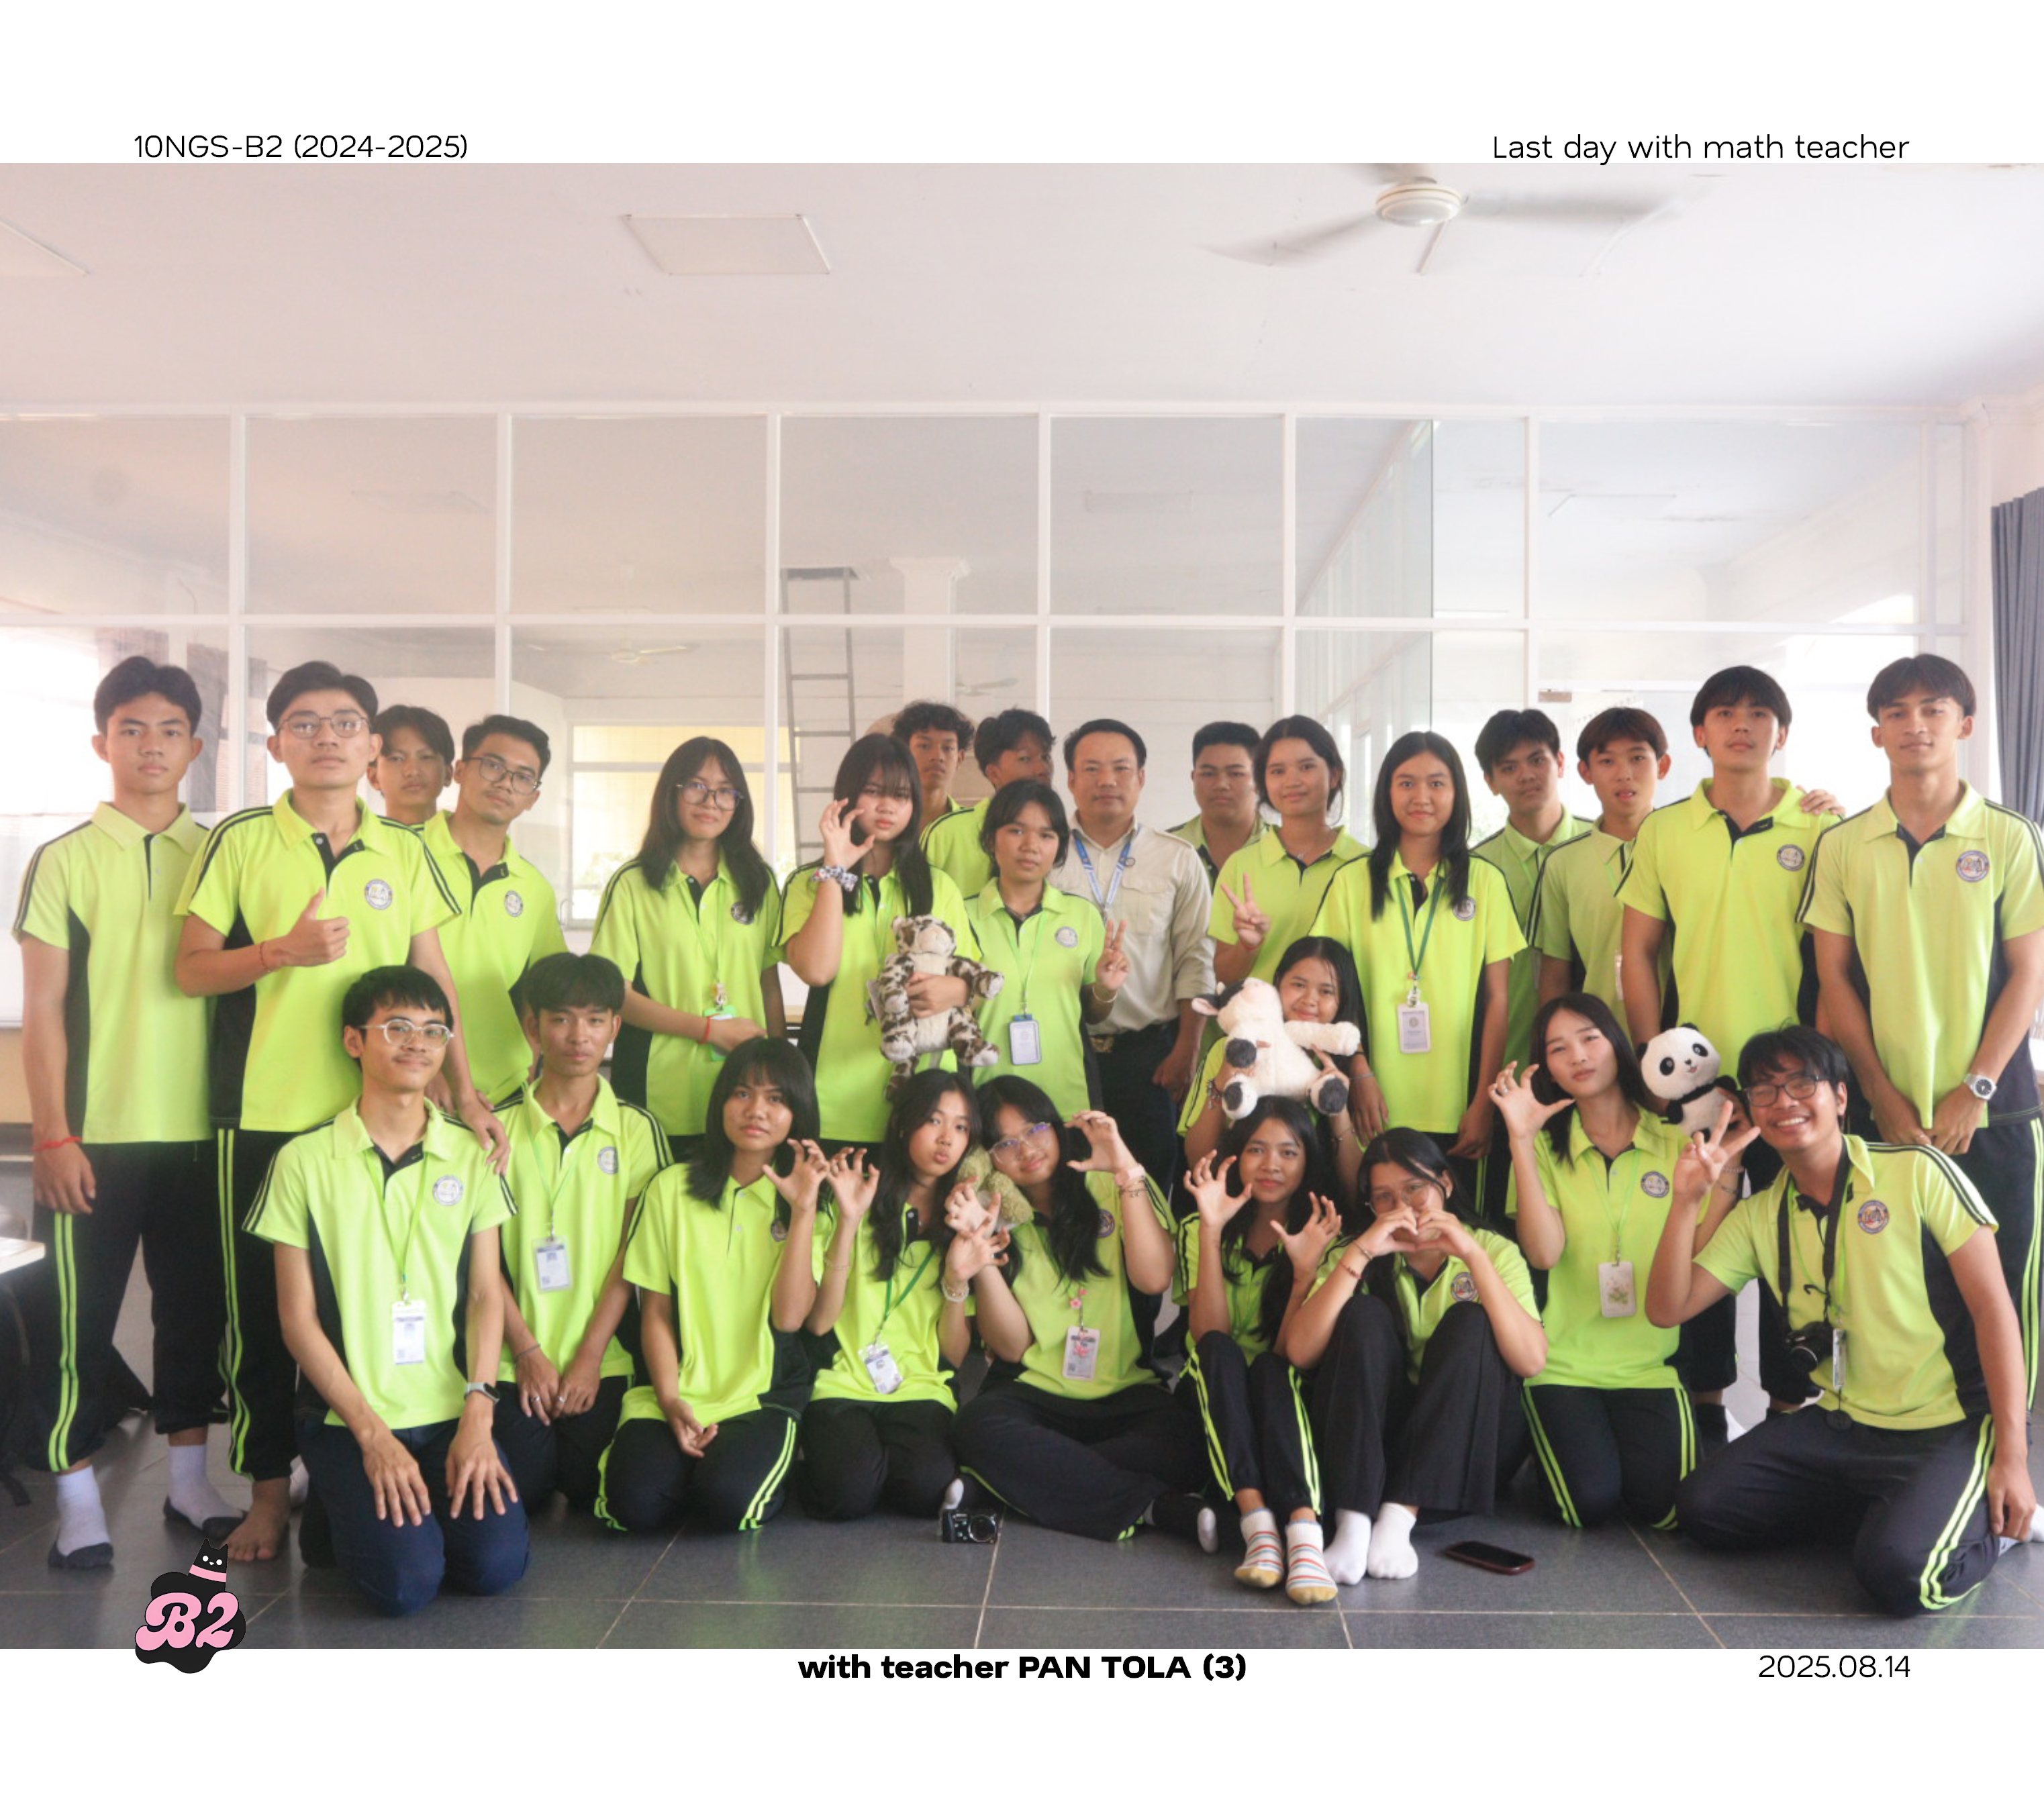 10NGS-B2 (2024-2025)
Last day with math teacher
B2
with teacher PAN TOLA (3)
2025.08.14